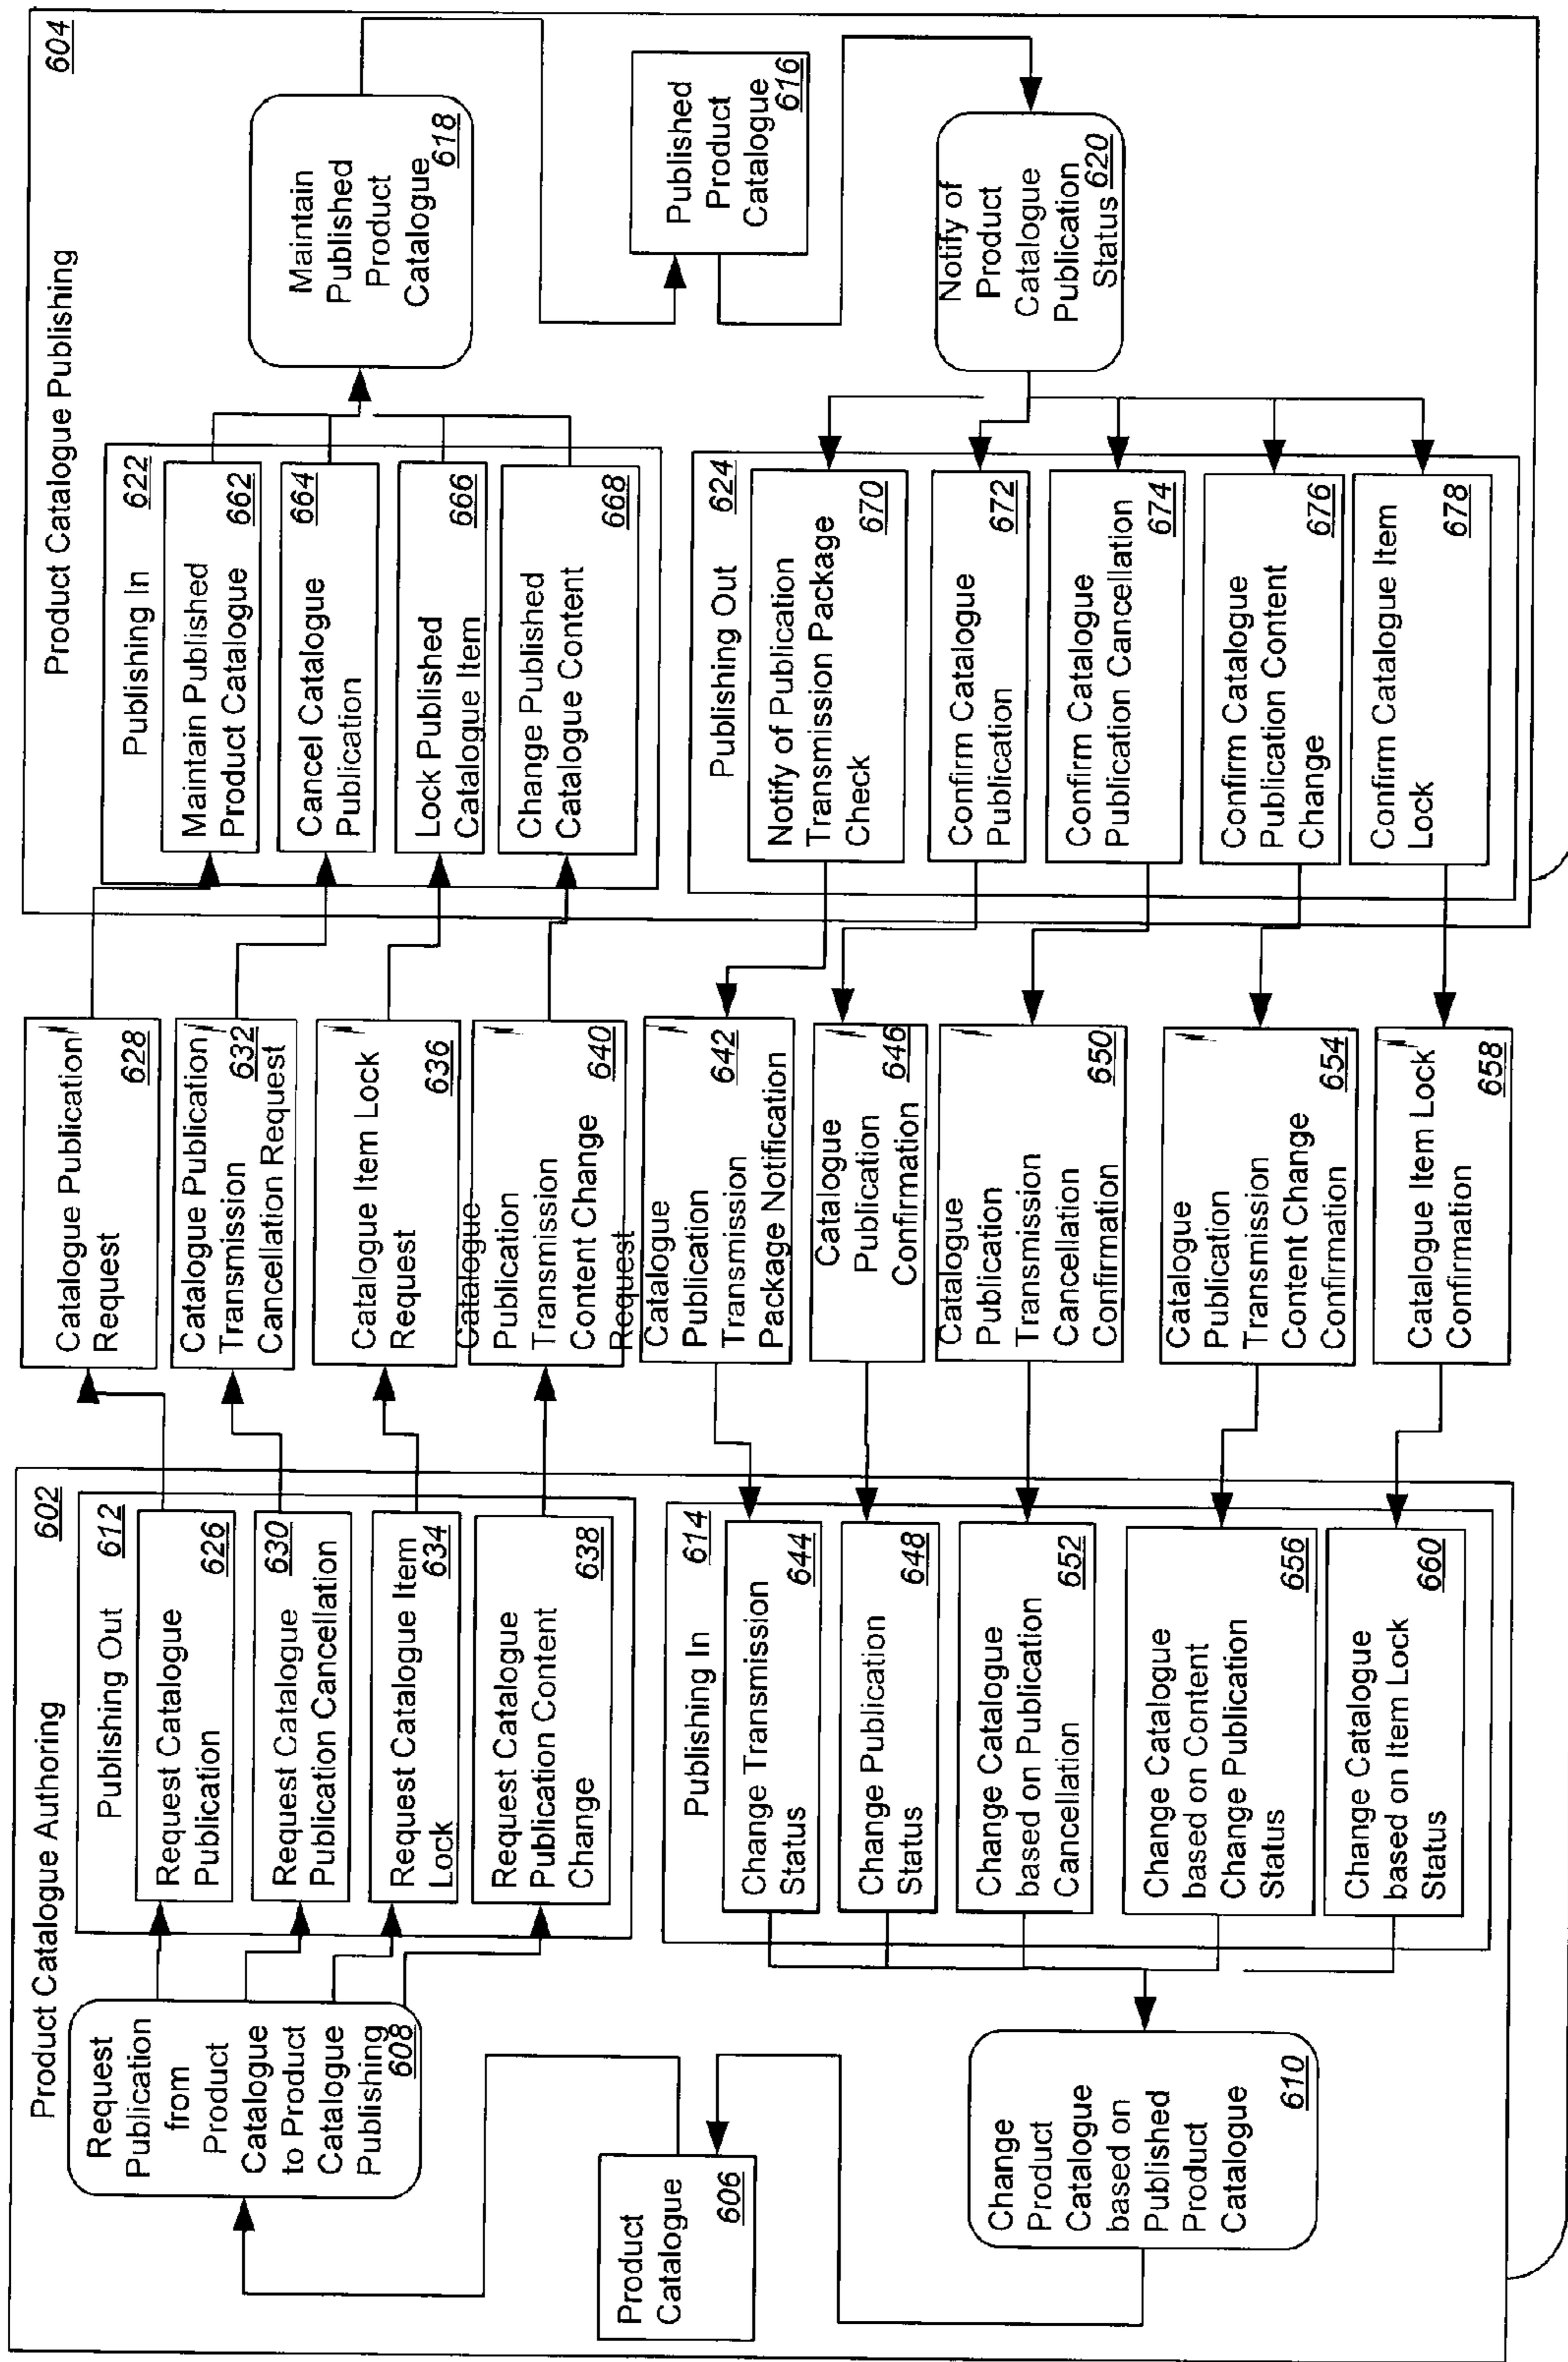 Product Catalogue Authoring
602
Request
Publication
from
Product
Catalogue
to Product
Catalogue
Publishing
608
Product
Catalogue
606
Change
Product
Catalogue
based on
Published
Product
Catalogue
610
Publishing Out
612
Request Catalogue
Publication
626
Request Catalogue
Publication Cancellation
630
Request Catalogue Item
Lock
634
Request Catalogue
Publication Content
Change
638
Publishing In
614
Change Transmission
Status
644
Change Publication
Status
648
Change Catalogue
based on Publication
Cancellation
652
Change Catalogue
based on Content
Change Publication
Status
656
Change Catalogue
based on Item Lock
Status
660
Catalogue Publication
Request
628
Catalogue Publication
Transmission
Cancellation Request
632
Catalogue Item Lock
Request
636
Catalogue
Publication
Transmission
Content Change
Request
640
Catalogue
Publication
Transmission
Package Notification
642
Catalogue
Publication
Confirmation
646
Catalogue
Publication
Transmission
Cancellation
Confirmation
650
Catalogue
Publication
Transmission
Content Change
Confirmation
654
Catalogue Item Lock
Confirmation
658
Product Catalogue Publishing
604
Publishing In
622
Maintain Published
Product Catalogue
662
Cancel Catalogue
Publication
664
Lock Published
Catalogue Item
666
Change Published
Catalogue Content
668
Publishing Out
624
Notify of Publication
Transmission Package
Check
670
Confirm Catalogue
Publication
672
Confirm Catalogue
Publication Cancellation
674
Confirm Catalogue
Publication Content
Change
676
Confirm Catalogue Item
Lock
678
Maintain
Published
Product
Catalogue
618
Published
Product
Catalogue
616
Notify of
Product
Catalogue
Publication
Status
620